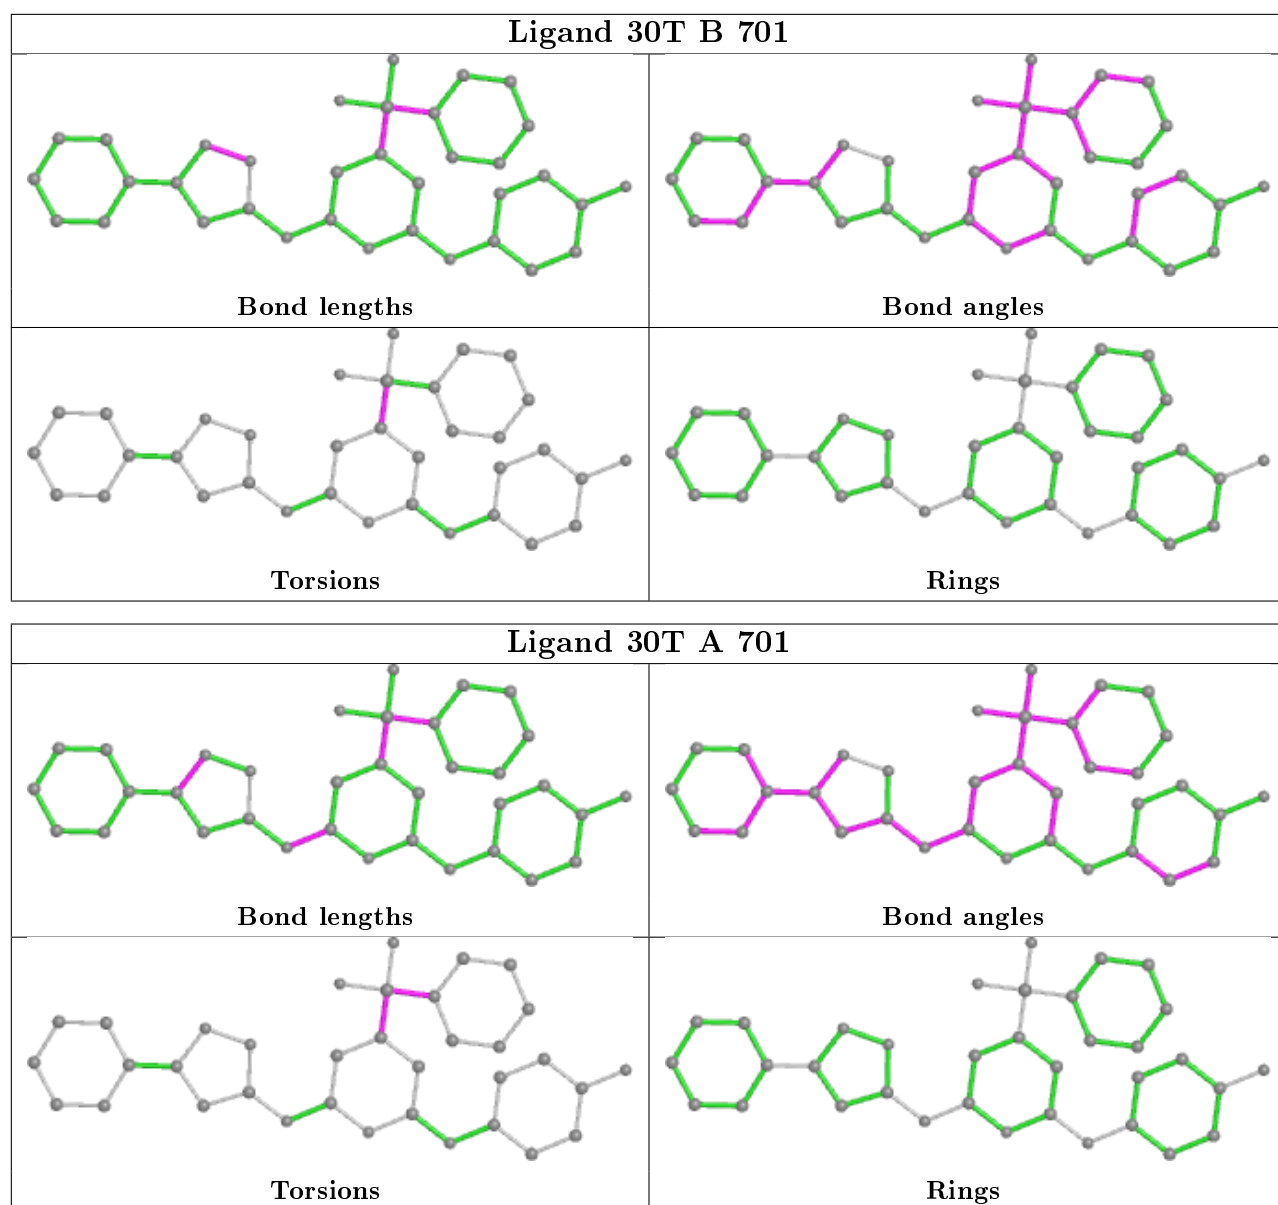 Ligand 30T B 701
Bond lengths
Bond angles
Torsions
Rings
Ligand 30T A 701
Bond lengths
Bond angles
Torsions
Rings